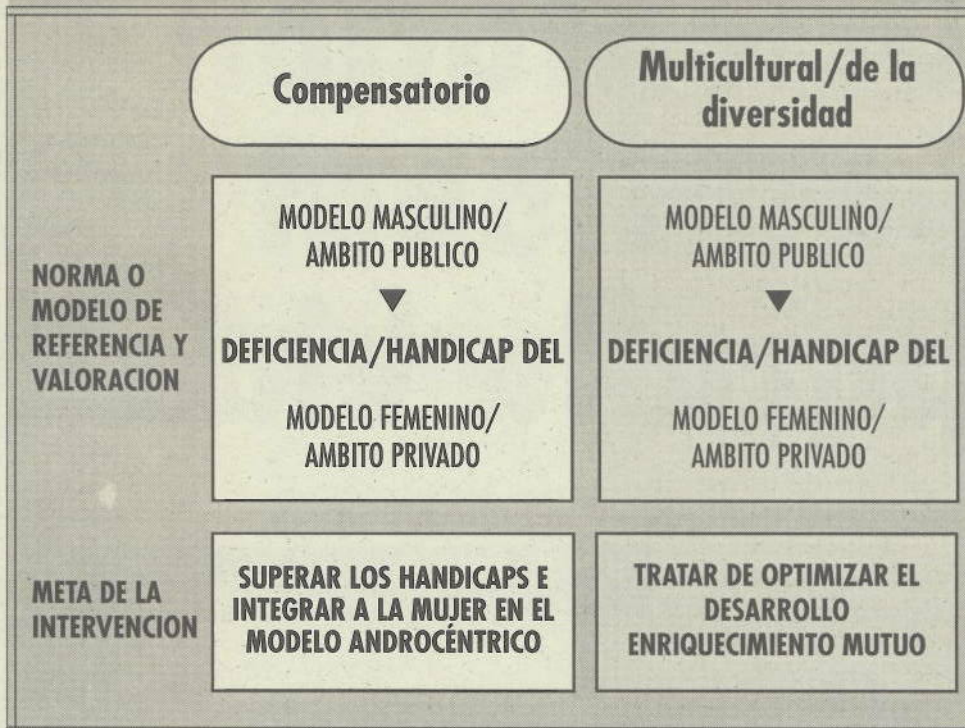 Compensatorio
Multicultural/de la
diversidad
NORMA O
MODELO DE
REFERENCIA Y
VALORACION
MODELO MASCULINO/
AMBITO PUBLICO
▼
DEFICIENCIA/HANDICAP DEL
MODELO FEMENINO/
AMBITO PRIVADO
MODELO MASCULINO/
AMBITO PUBLICO
▼
DEFICIENCIA/HANDICAP DEL
MODELO FEMENINO/
AMBITO PRIVADO
META DE LA
INTERVENCION
SUPERAR LOS HANDICAPS E
INTEGRAR A LA MUJER EN EL
MODELO ANDROCÉNTRICO
TRATAR DE OPTIMIZAR EL
DESARROLLO
ENRIQUECIMIENTO MUTUO